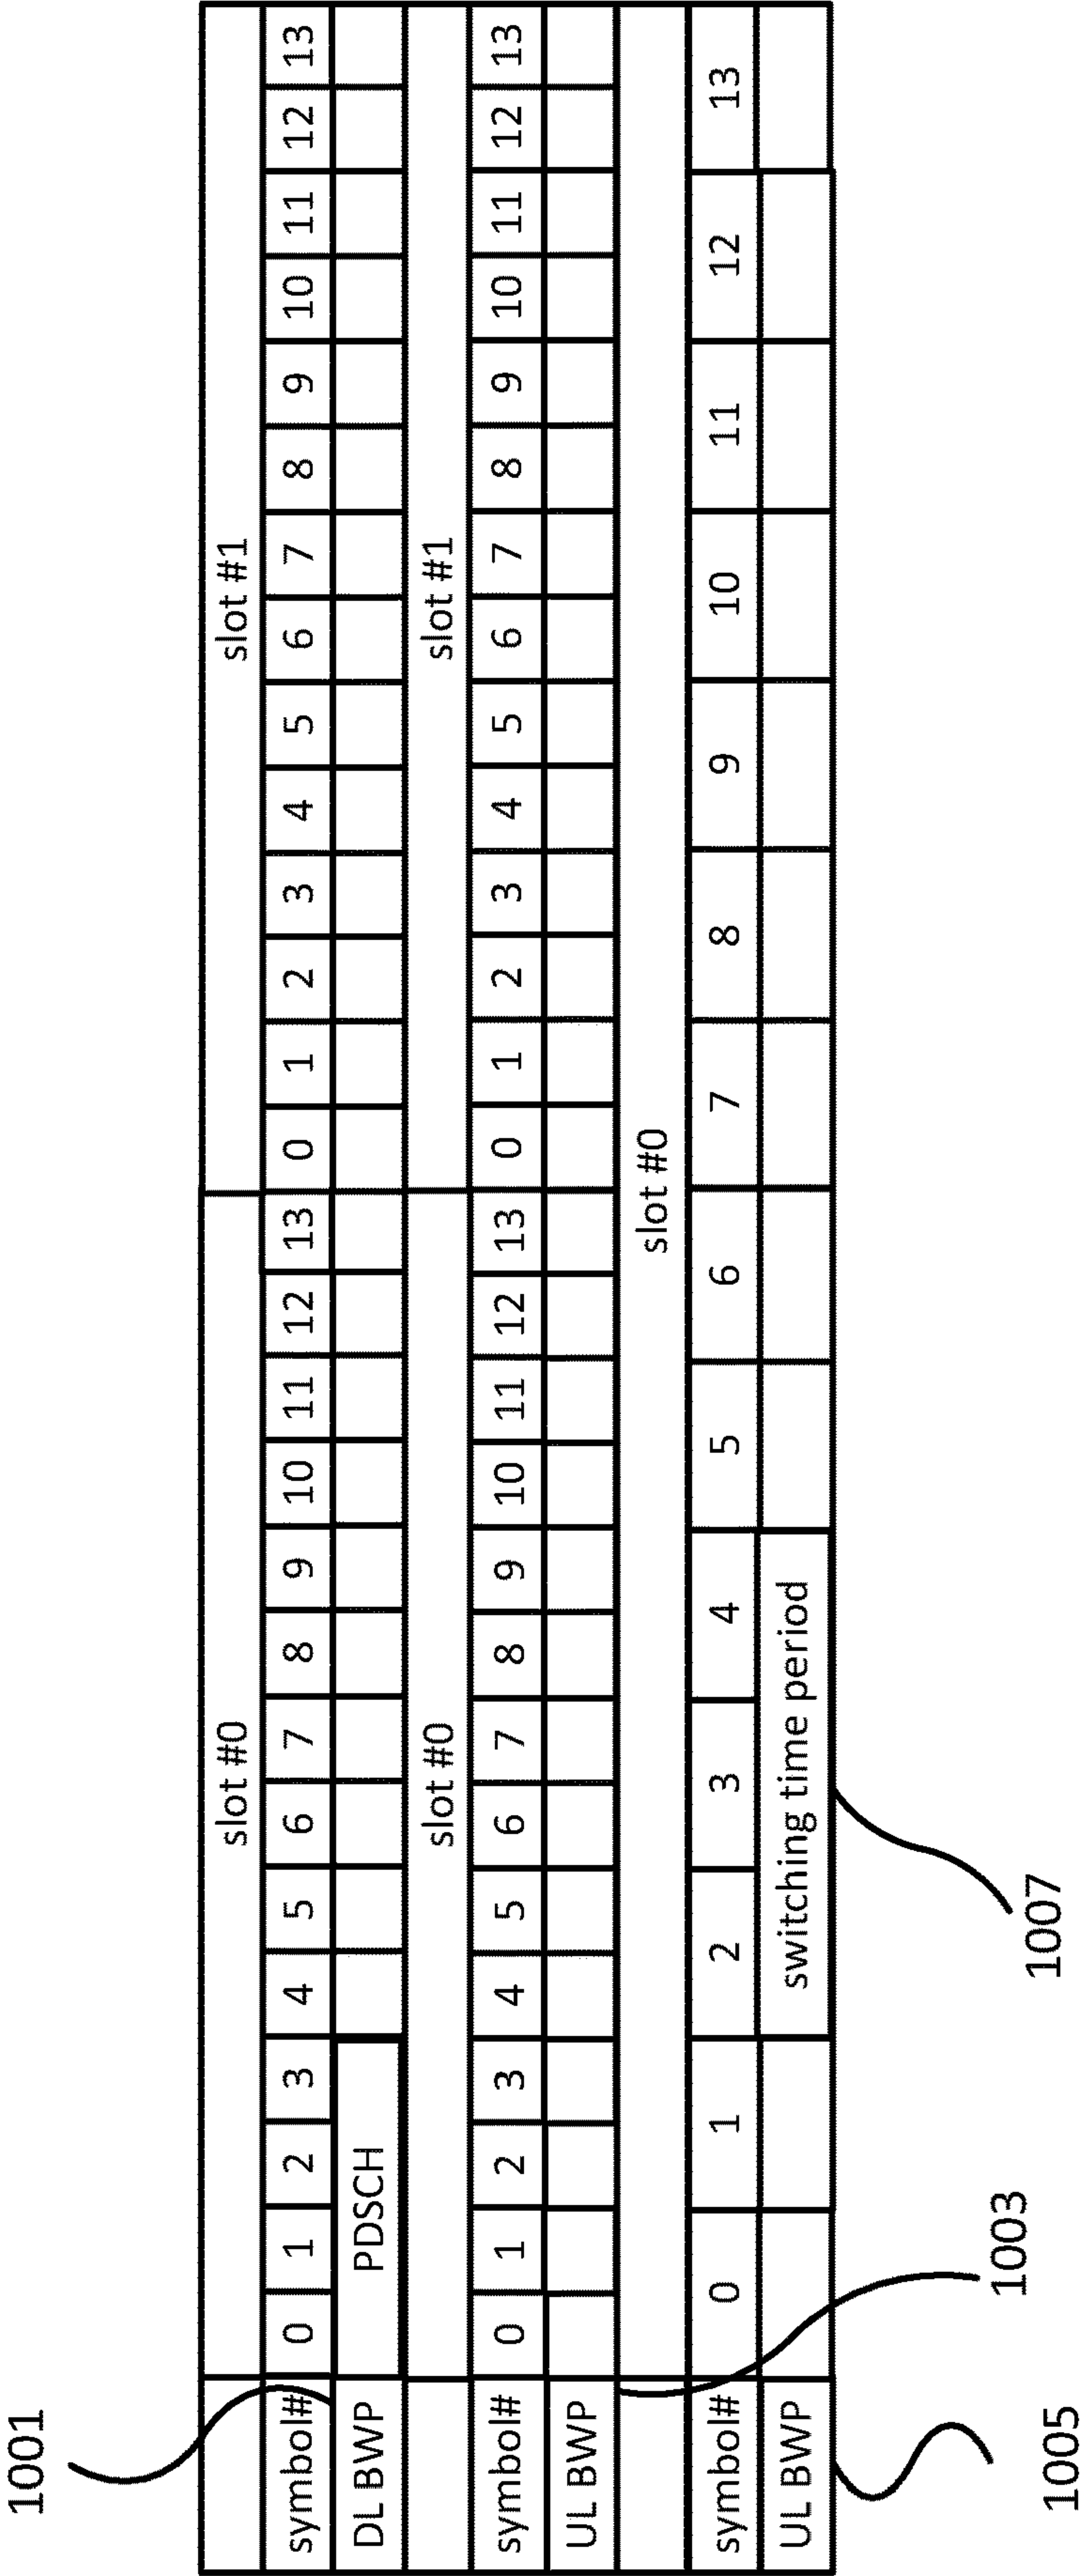 1001
slot #0 slot #1
symbol# 0 1 2 3 4 5 6 7 8 9 10 11 12 13 0 1 2 3 4 5 6 7 8 9 10 11 12 13
DL BWP PDSCH
slot #0 slot #1
symbol# 0 1 2 3 4 5 6 7 8 9 10 11 12 13 0 1 2 3 4 5 6 7 8 9 10 11 12 13
UL BWP
slot #0
symbol# 0 1 2 3 4 5 6 7 8 9 10 11 12 13
UL BWP switching time period
1003
1007
1005